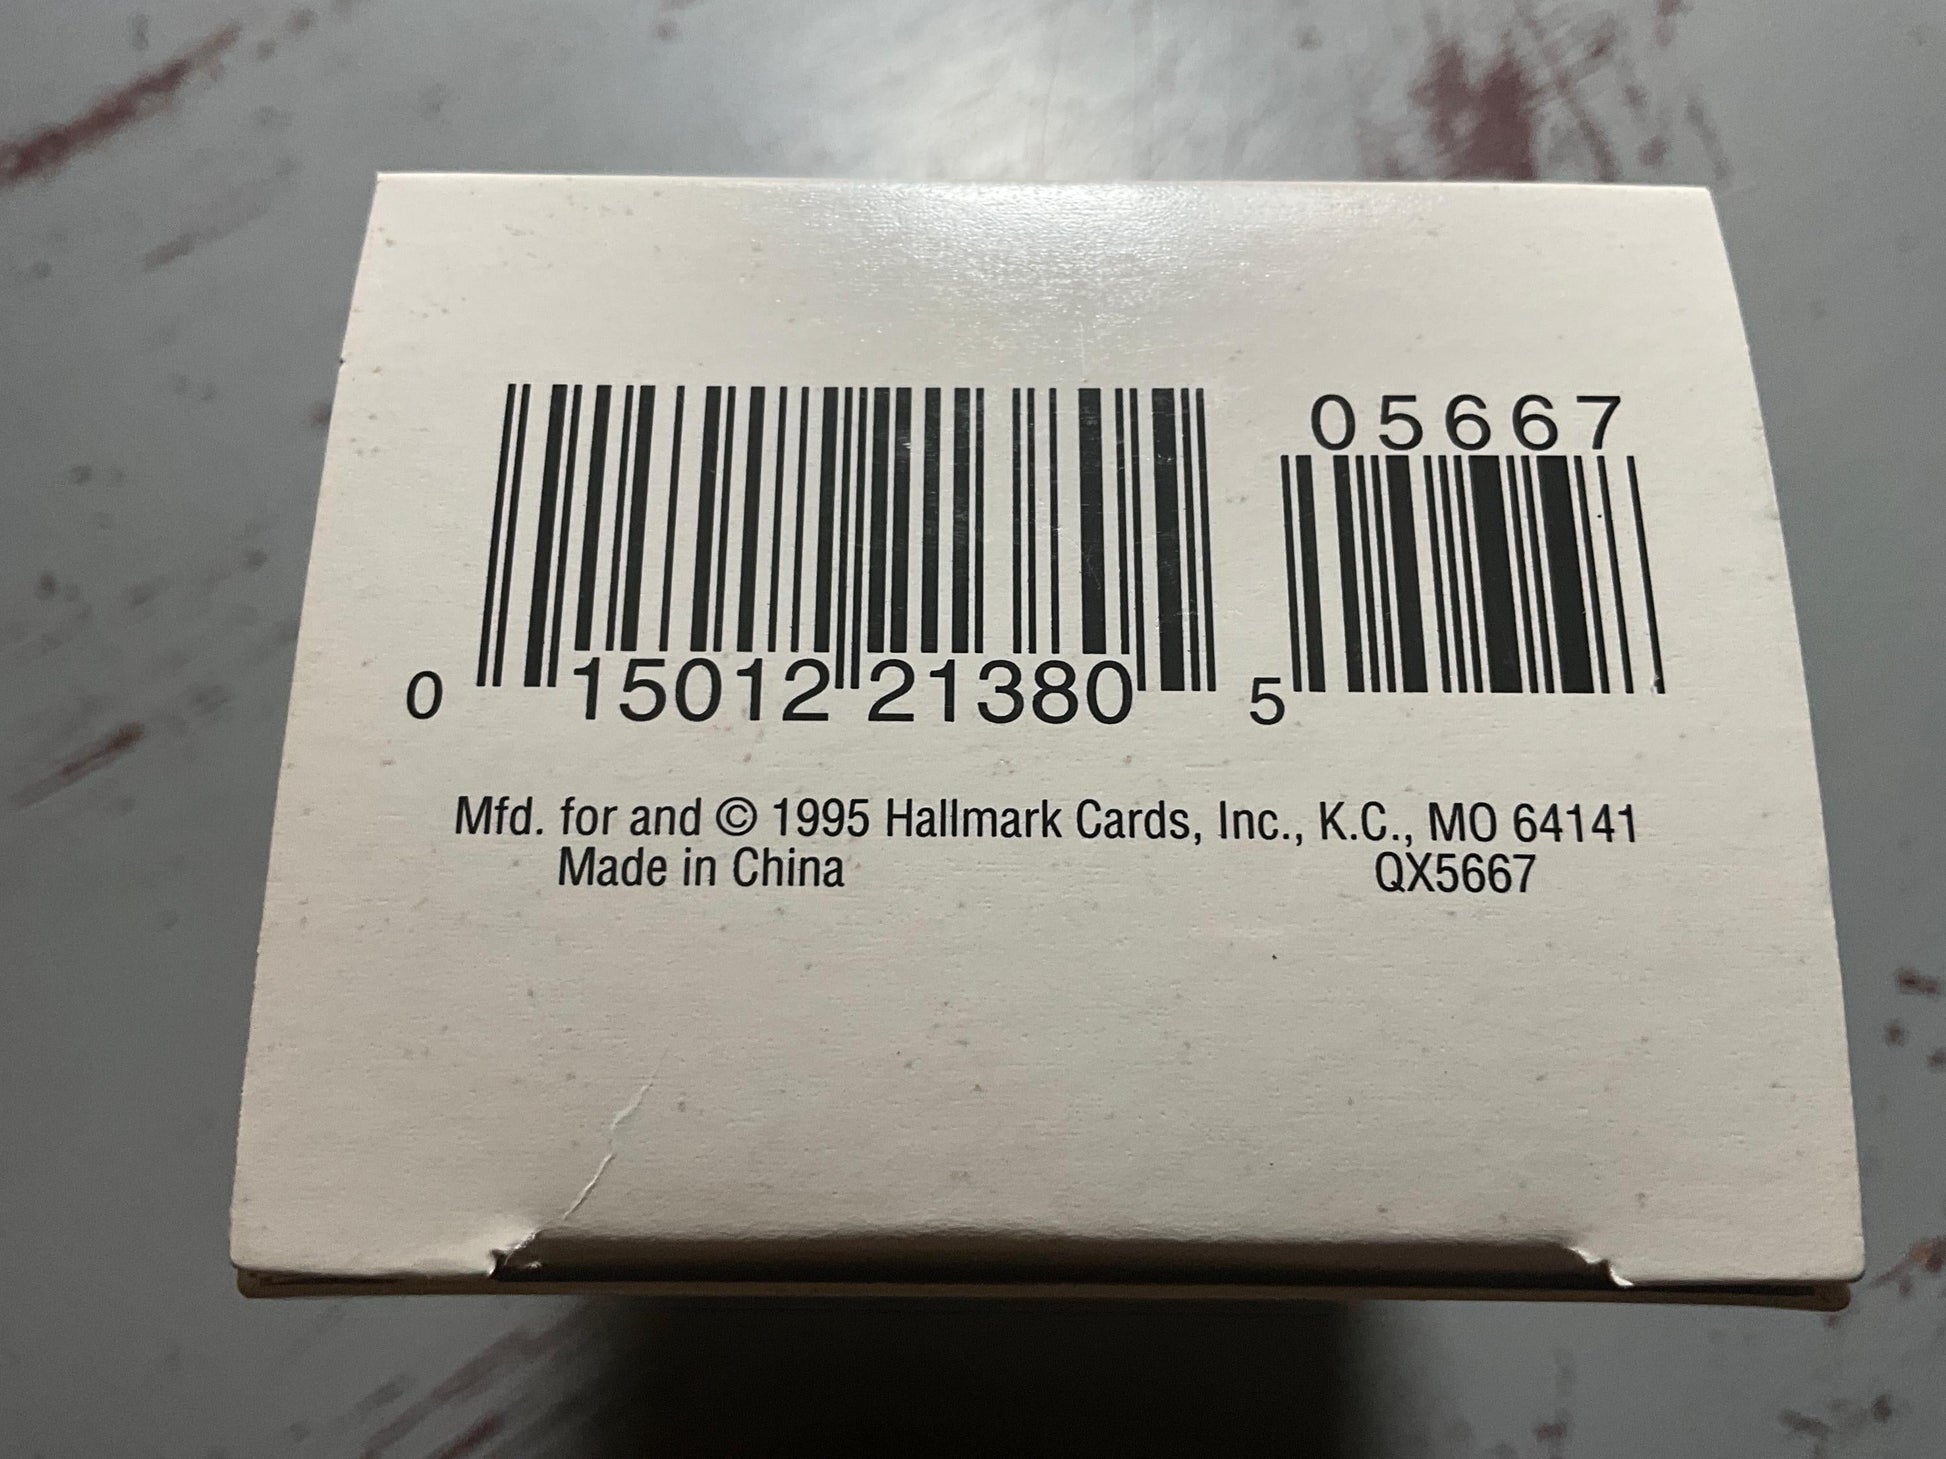 05667
0 15012 21380 5
Mfd. for and © 1995 Hallmark Cards, Inc., K.C., MO 64141
Made in China QX5667